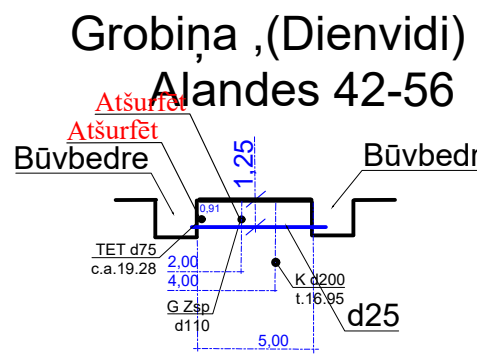 Grobiņa ,(Dienvidi)
Alandes 42-56
Atšurfēt
Atšurfēt
Būvbedre
Būvbedr
1,25
0,91
TET d75
c.a.19.28
2,00
4,00
K d200
t.16.95
G Zsp
d110
d25
5,00